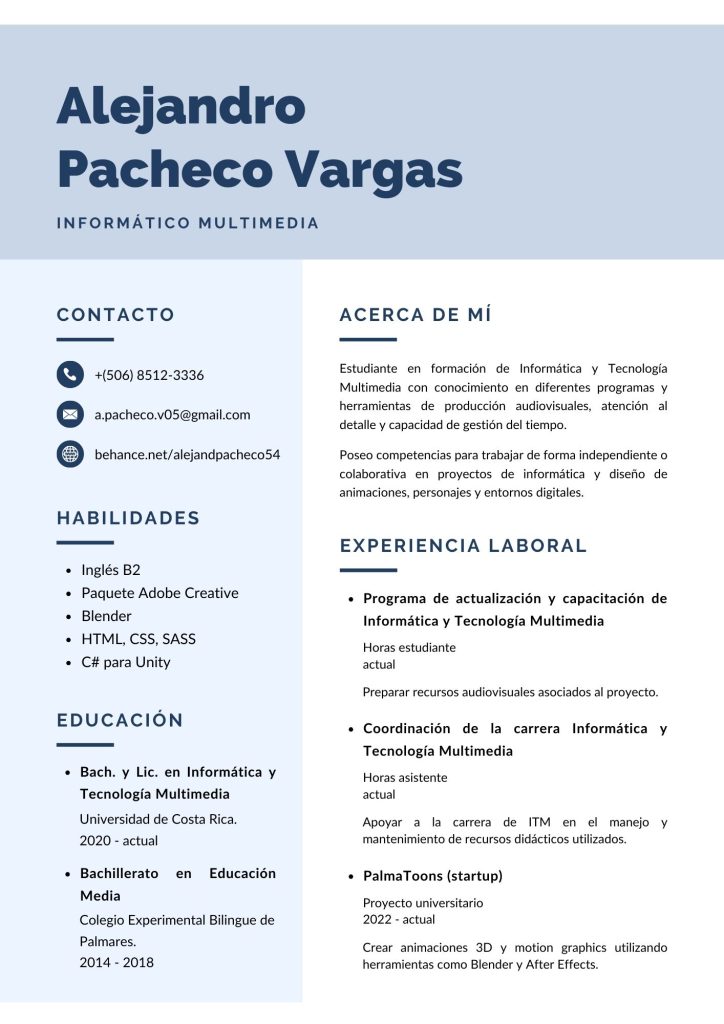 Alejandro
Pacheco Vargas
INFORMÁTICO MULTIMEDIA
CONTACTO
+(506) 8512-3336
a.pacheco.v05@gmail.com
behance.net/alejandpacheco54
HABILIDADES
• Inglés B2
• Paquete Adobe Creative
• Blender
• HTML, CSS, SASS
• C# para Unity
EDUCACIÓN
• Bach. y Lic. en Informática y
Tecnología Multimedia
Universidad de Costa Rica.
2020 - actual
• Bachillerato en Educación
Media
Colegio Experimental Bilingue de
Palmares.
2014 - 2018
ACERCA DE MÍ
Estudiante en formación de Informática y Tecnología
Multimedia con conocimiento en diferentes programas y
herramientas de producción audiovisuales, atención al
detalle y capacidad de gestión del tiempo.
Poseo competencias para trabajar de forma independiente o
colaborativa en proyectos de informática y diseño de
animaciones, personajes y entornos digitales.
EXPERIENCIA LABORAL
• Programa de actualización y capacitación de
Informática y Tecnología Multimedia
Horas estudiante
actual
Preparar recursos audiovisuales asociados al proyecto.
• Coordinación de la carrera Informática y
Tecnología Multimedia
Horas asistente
actual
Apoyar a la carrera de ITM en el manejo y
mantenimiento de recursos didácticos utilizados.
• PalmaToons (startup)
Proyecto universitario
2022 - actual
Crear animaciones 3D y motion graphics utilizando
herramientas como Blender y After Effects.